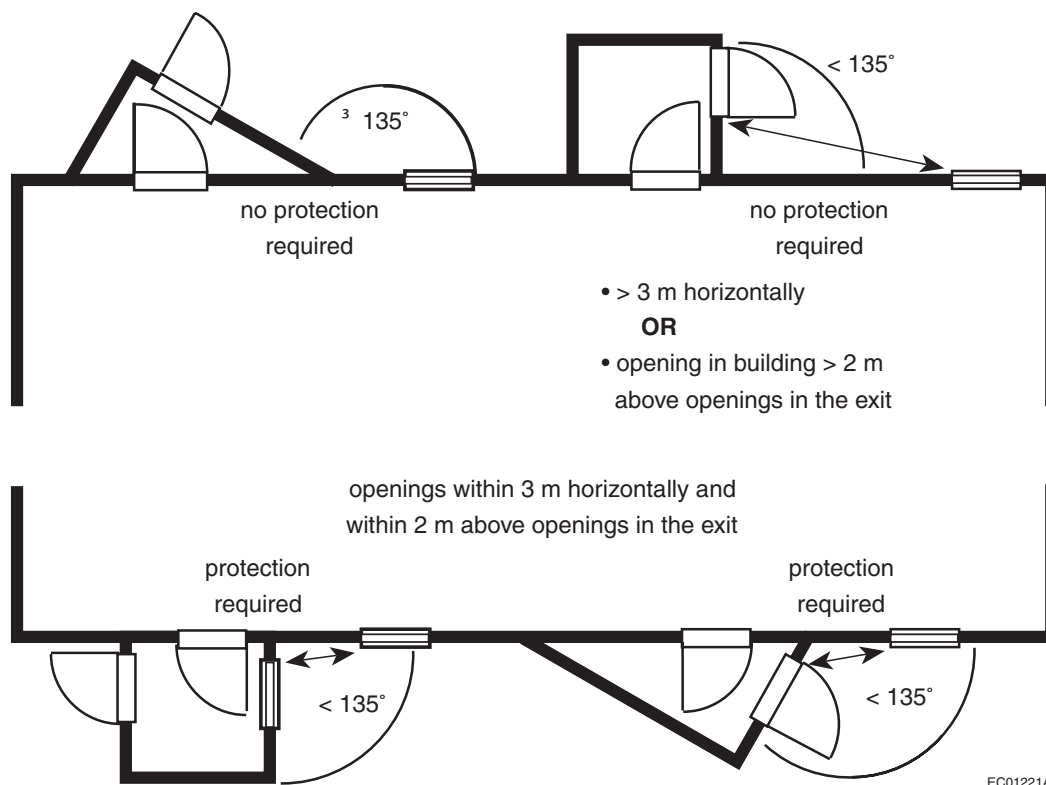 < 135˚
³ 135˚
no protection
required
no protection
required
• > 3 m horizontally
OR
• opening in building > 2 m
above openings in the exit
openings within 3 m horizontally and
within 2 m above openings in the exit
protection
required
protection
required
< 135˚
< 135˚
EC01221A